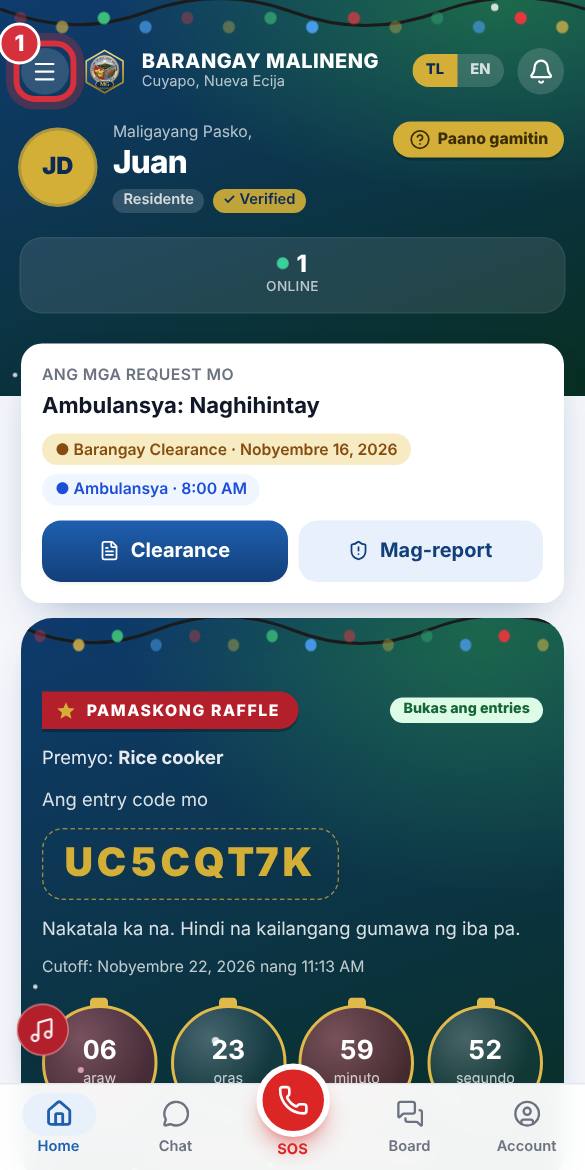 1
BARANGAY MALINENG
Cuyapo, Nueva Ecija
TL EN
Maligayang Pasko,
JD
Juan
Paano gamitin
Residente
✓ Verified
1
ONLINE
ANG MGA REQUEST MO
Ambulansya: Naghihintay
Barangay Clearance · Nobyembre 16, 2026
Ambulansya · 8:00 AM
Clearance
Mag-report
PAMASKONG RAFFLE
Bukas ang entries
Premyo: Rice cooker
Ang entry code mo
UC5CQT7K
Nakatala ka na. Hindi na kailangang gumawa ng iba pa.
Cutoff: Nobyembre 22, 2026 nang 11:13 AM
06 23 59 52
araw oras minuto segundo
Home Chat SOS Board Account